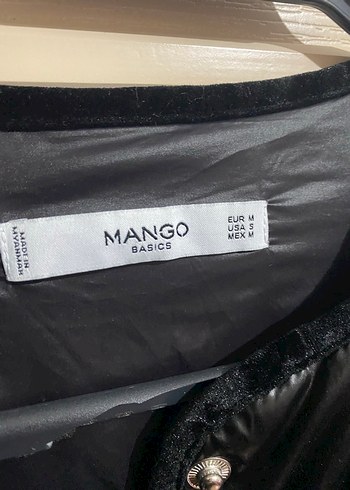 MADE IN
MYANMAR
MANGO
BASICS
EUR M
USA S
MEX M